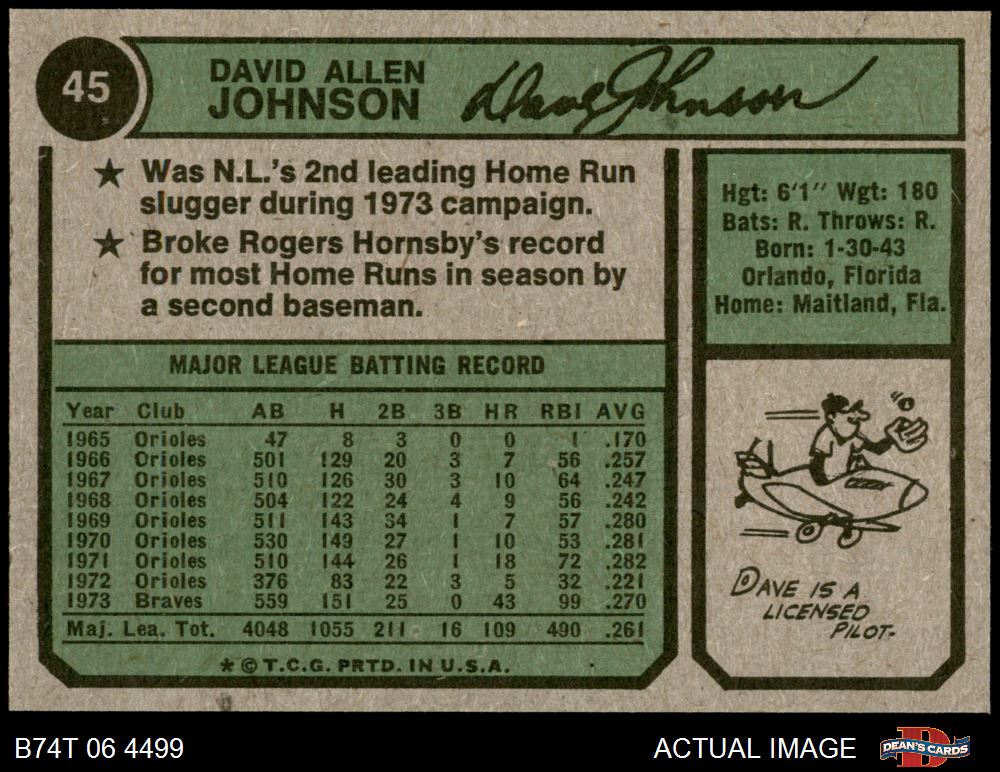 45
DAVID ALLEN
JOHNSON
Dave Johnson
★ Was N.L.'s 2nd leading Home Run
slugger during 1973 campaign.
★ Broke Rogers Hornsby's record
for most Home Runs in season by
a second baseman.
Hgt: 6'1" Wgt: 180
Bats: R. Throws: R.
Born: 1-30-43
Orlando, Florida
Home: Maitland, Fla.
MAJOR LEAGUE BATTING RECORD
Year Club AB H 2B 3B HR RBI AVG
1965 Orioles 47 8 3 0 0 1 .170
1966 Orioles 501 129 20 3 7 56 .257
1967 Orioles 510 126 30 3 10 64 .247
1968 Orioles 504 122 24 4 9 56 .242
1969 Orioles 511 143 34 1 7 57 .280
1970 Orioles 530 149 27 1 10 53 .281
1971 Orioles 510 144 26 1 18 72 .282
1972 Orioles 376 83 22 3 5 32 .221
1973 Braves 559 151 25 0 43 99 .270
Maj. Lea. Tot. 4048 1055 211 16 109 490 .261
★ © T.C.G. PRTD. IN U.S.A.
DAVE IS A
LICENSED
PILOT.
B74T 06 4499
ACTUAL IMAGE
D
DEAN'S CARDS